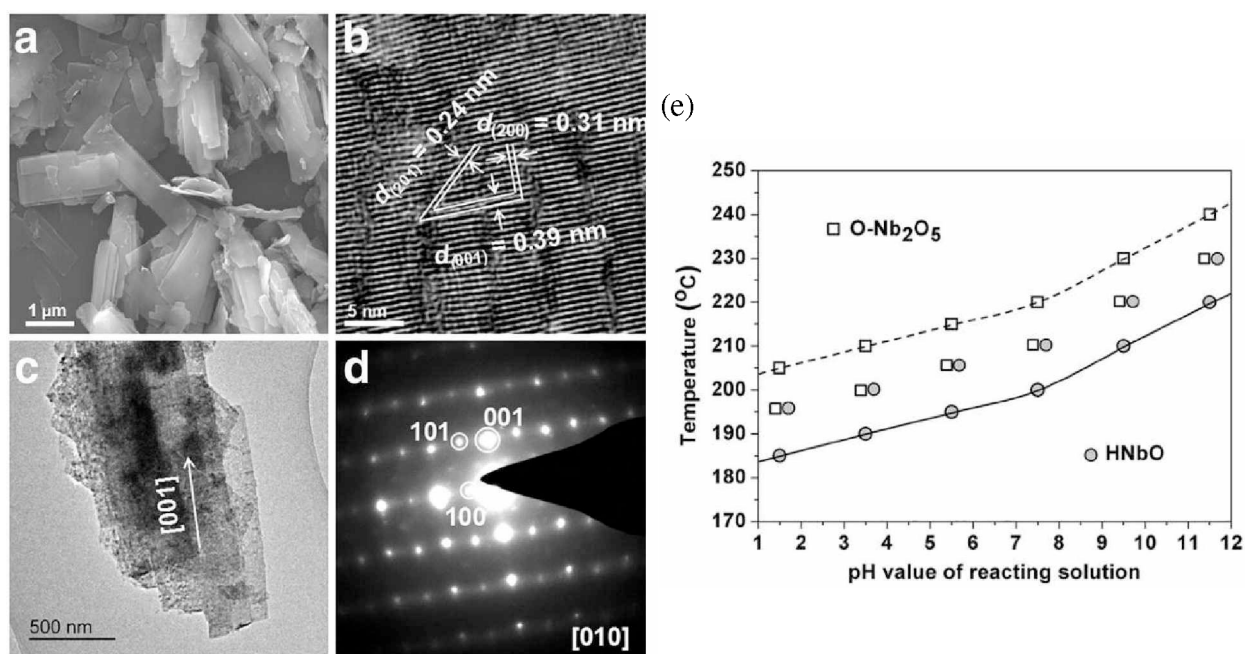 a
1 µm
b
d(201) = 0.24 nm
d(200) = 0.31 nm
d(001) = 0.39 nm
5 nm
c
[001]
500 nm
d
101
001
100
[010]
(e)
250
240
230
220
210
200
190
180
170
Temperature (°C)
O-Nb₂O₅
HNbO
1 2 3 4 5 6 7 8 9 10 11 12
pH value of reacting solution